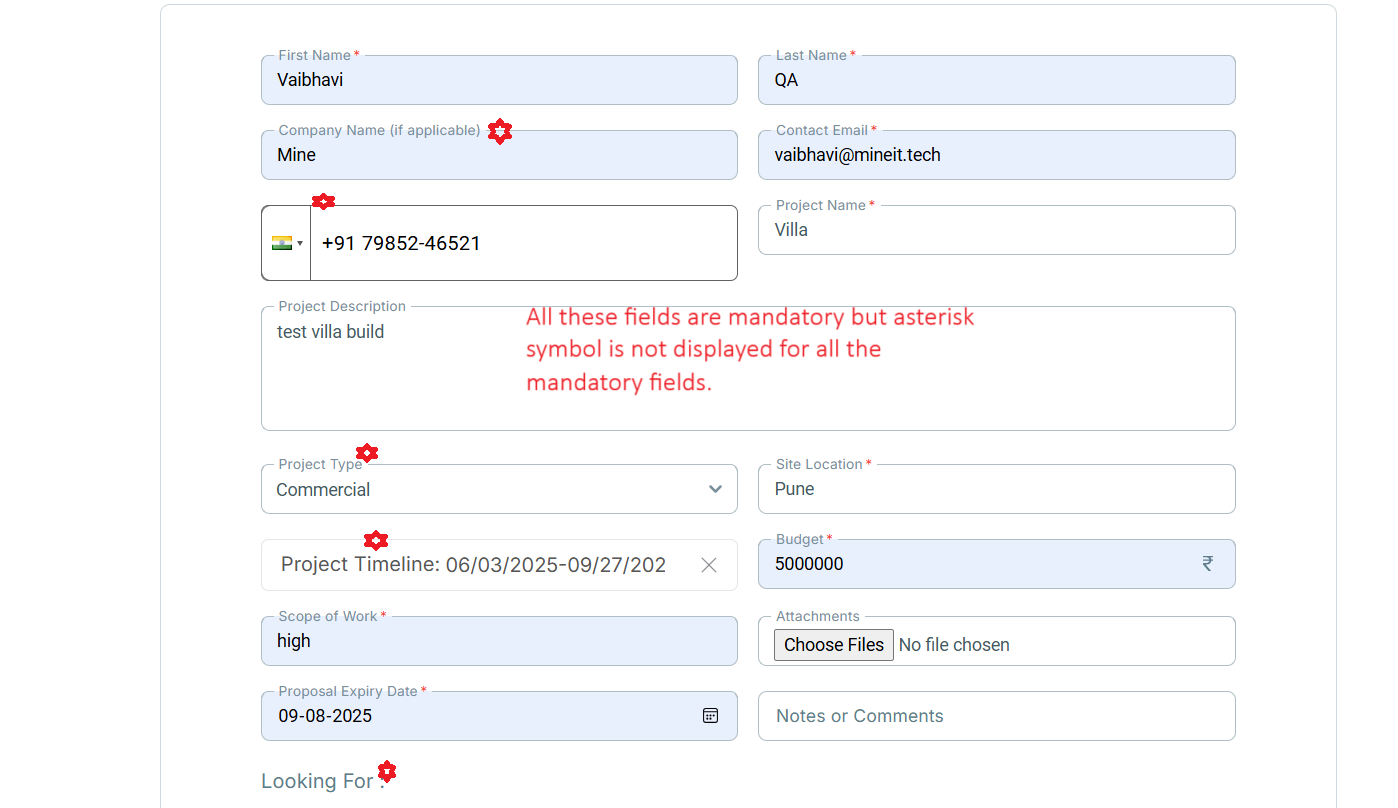 First Name *
Last Name *
Vaibhavi
QA
Company Name (if applicable)
Contact Email *
Mine
vaibhavi@mineit.tech
Project Name *
+91 79852-46521
Villa
Project Description
test villa build
All these fields are mandatory but asterisk
symbol is not displayed for all the
mandatory fields.
Project Type
Site Location *
Commercial
Pune
Budget *
Project Timeline: 06/03/2025-09/27/202
5000000 ₹
Scope of Work *
Attachments
high
Choose Files No file chosen
Proposal Expiry Date *
09-08-2025
Notes or Comments
Looking For :